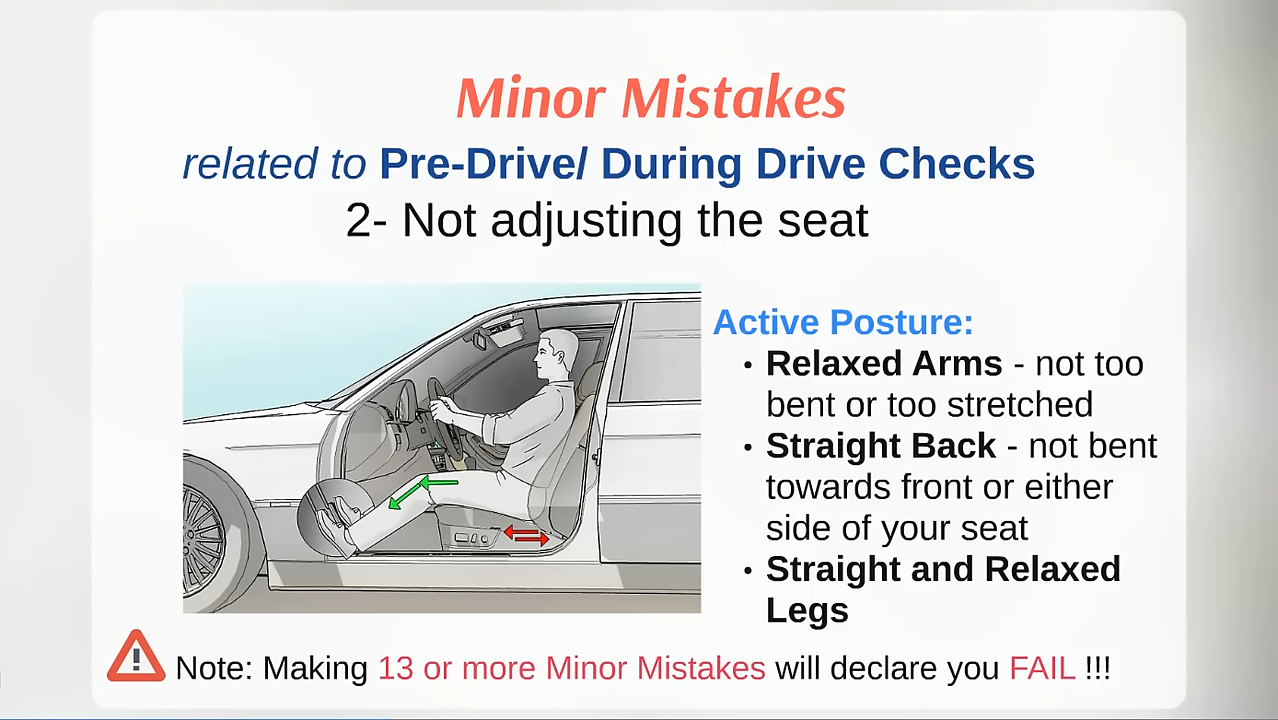 Minor Mistakes
related to Pre-Drive/ During Drive Checks
2- Not adjusting the seat
Active Posture:
• Relaxed Arms - not too
bent or too stretched
• Straight Back - not bent
towards front or either
side of your seat
• Straight and Relaxed
Legs
Note: Making 13 or more Minor Mistakes will declare you FAIL !!!